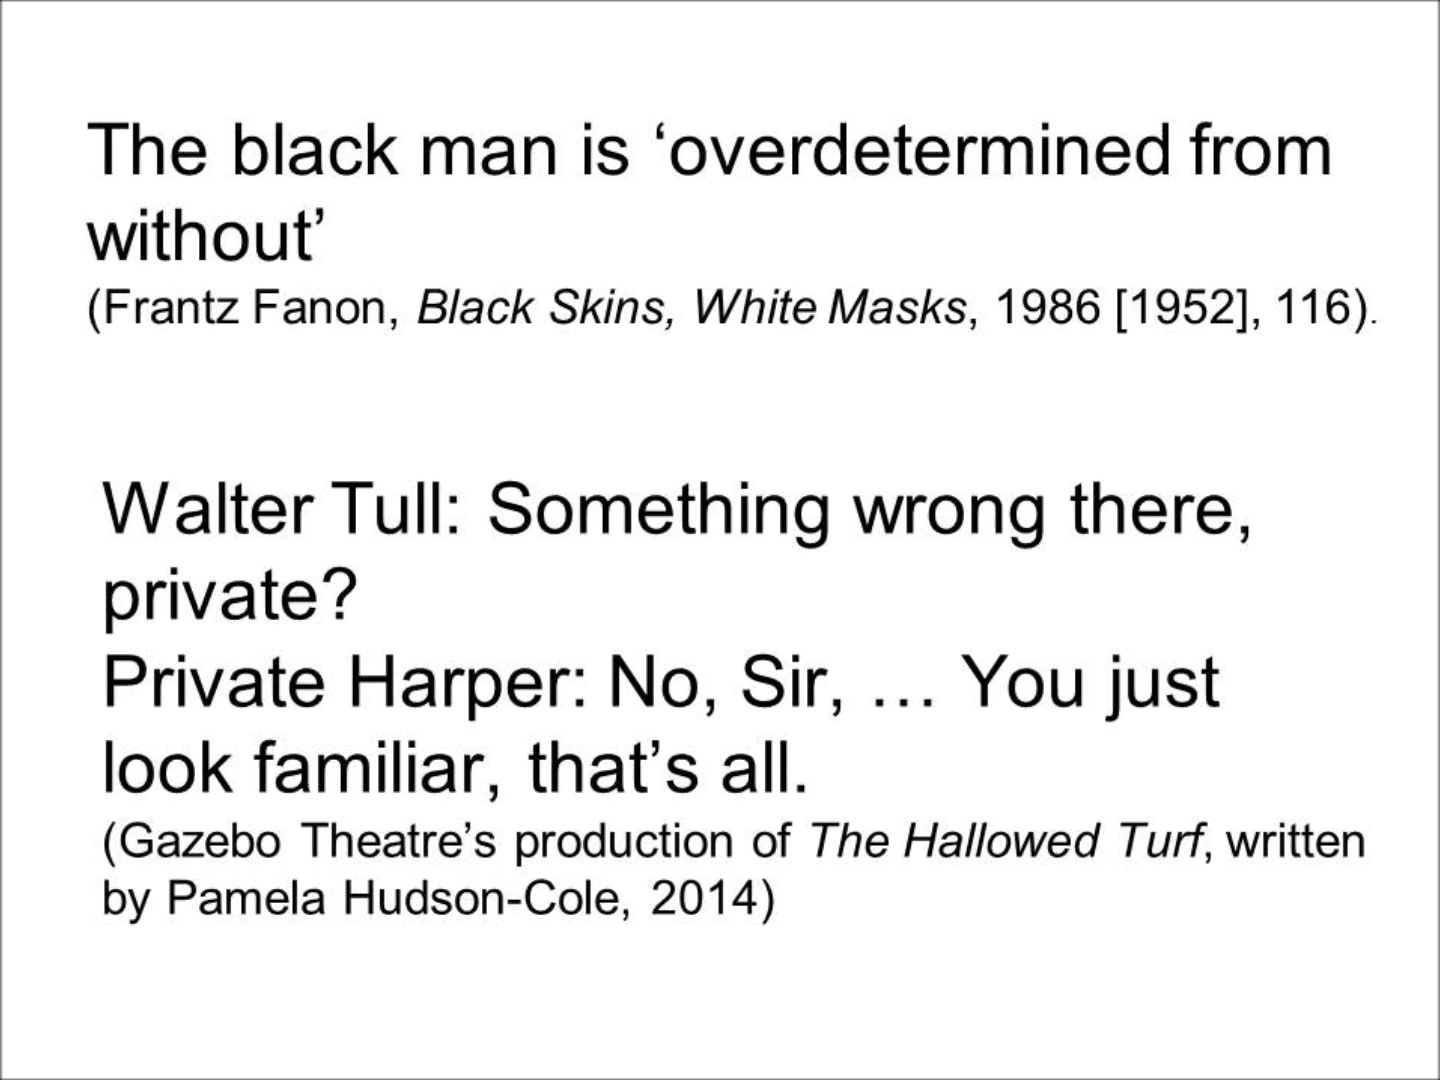 The black man is ‘overdetermined from
without’
(Frantz Fanon, Black Skins, White Masks, 1986 [1952], 116).
Walter Tull: Something wrong there,
private?
Private Harper: No, Sir, … You just
look familiar, that’s all.
(Gazebo Theatre’s production of The Hallowed Turf, written
by Pamela Hudson-Cole, 2014)